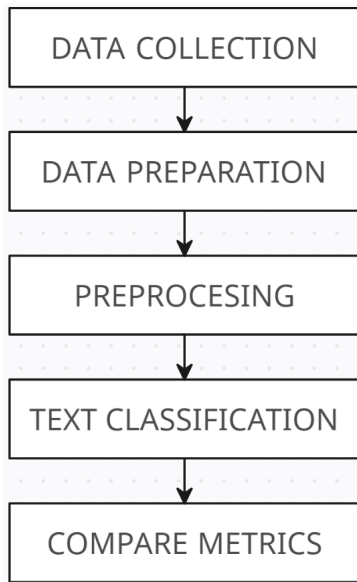 DATA COLLECTION
DATA PREPARATION
PREPROCESING
TEXT CLASSIFICATION
COMPARE METRICS